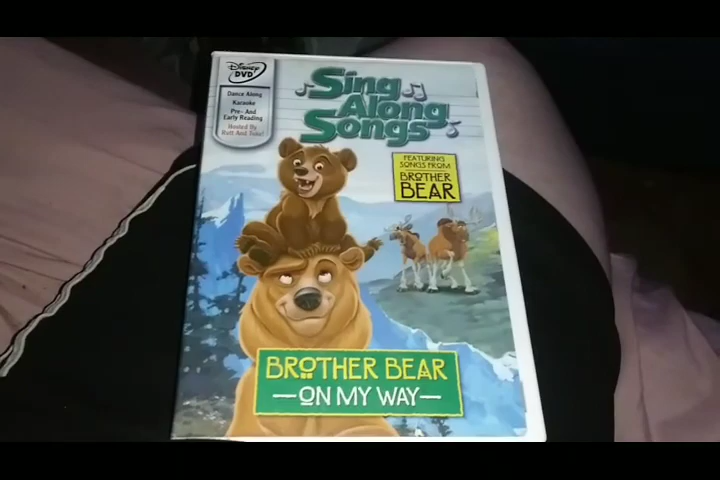 Disney
DVD
Dance Along
Karaoke
Pre- And
Early Reading
Hosted By
Rutt And Tuke!
Sing
Along
Songs
FEATURING
SONGS FROM
BROTHER
BEAR
BROTHER BEAR
—ON MY WAY—